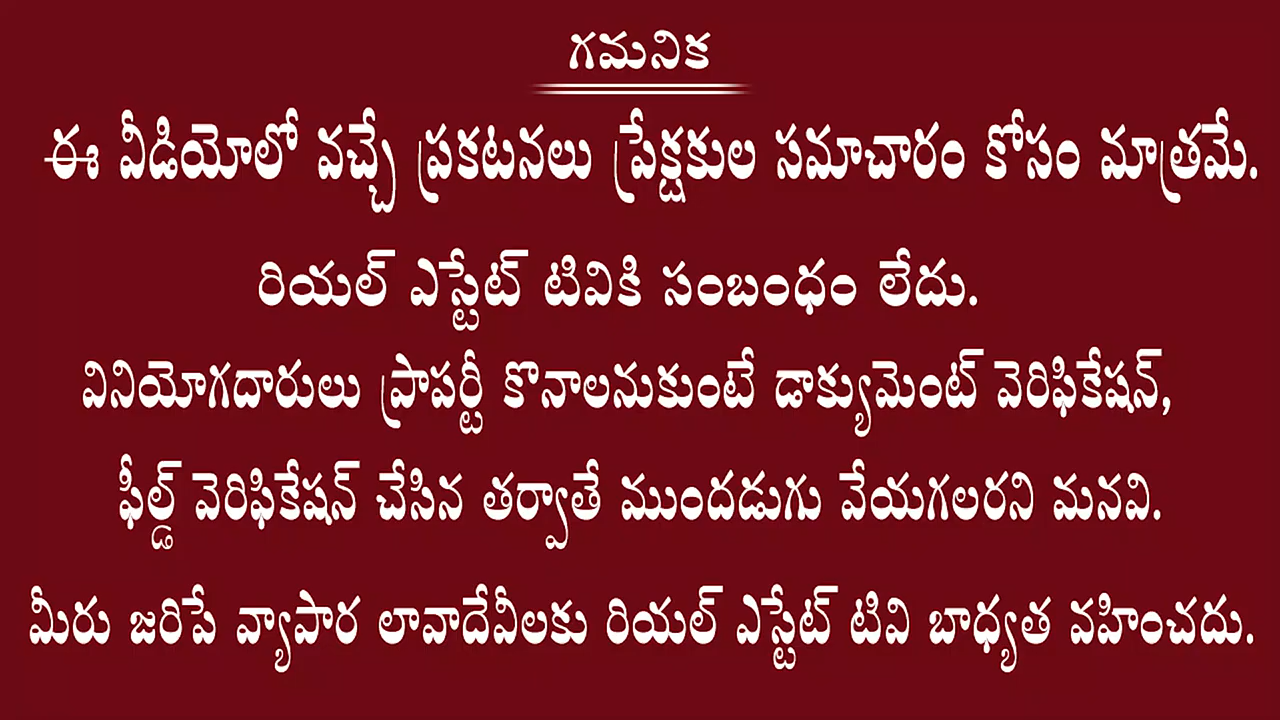 గమనిక
ఈ వీడియోలో వచ్చే ప్రకటనలు ప్రేక్షకుల సమాచారం కోసం మాత్రమే.
రియల్ ఎస్టేట్ టివికి సంబంధం లేదు.
వినియోగదారులు ప్రాపర్టీ కొనాలనుకుంటే డాక్యుమెంట్ వెరిఫికేషన్,
ఫీల్డ్ వెరిఫికేషన్ చేసిన తర్వాతే ముందడుగు వేయగలరని మనవి.
మీరు జరిపే వ్యాపార లావాదేవీలకు రియల్ ఎస్టేట్ టివి బాధ్యత వహించదు.